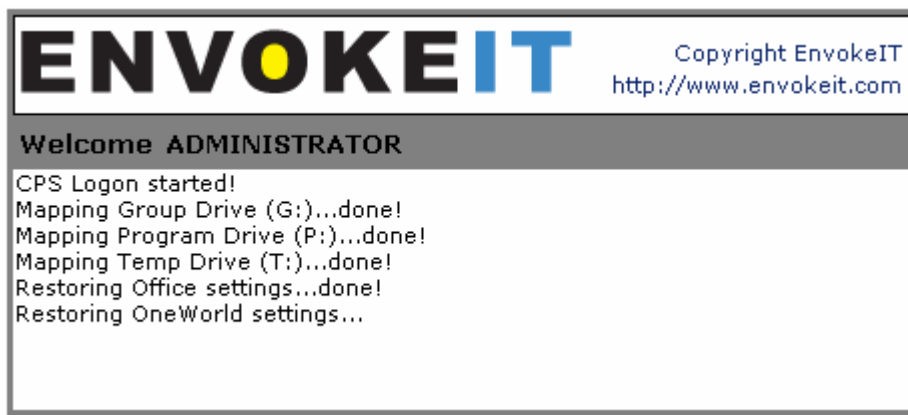 ENVOKEIT
Copyright EnvokeIT
http://www.envokeit.com
Welcome ADMINISTRATOR
CPS Logon started!
Mapping Group Drive (G:)...done!
Mapping Program Drive (P:)...done!
Mapping Temp Drive (T:)...done!
Restoring Office settings...done!
Restoring OneWorld settings...